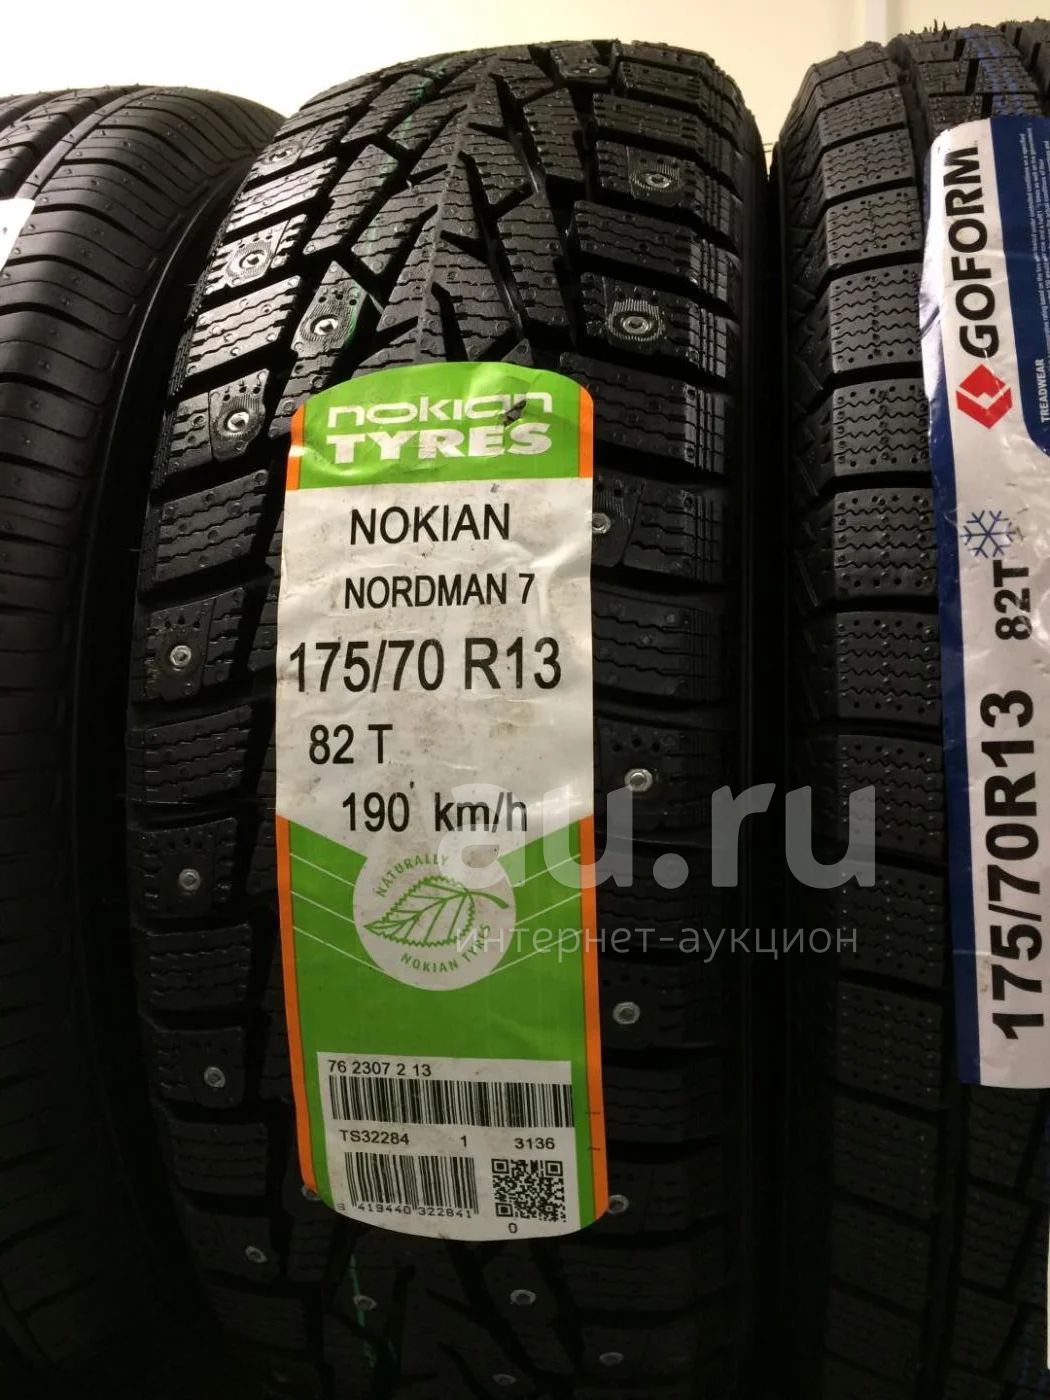 nokian
TYRES
NOKIAN
NORDMAN 7
175/70 R13
82 T
190 km/h
NATURALLY
NOKIAN TYRES
76 2307 2 13
TS32284 1 3136
419440 322841
0
GOFORM
TREADWEAR
82T
175/70R13
au.ru
интернет-аукцион